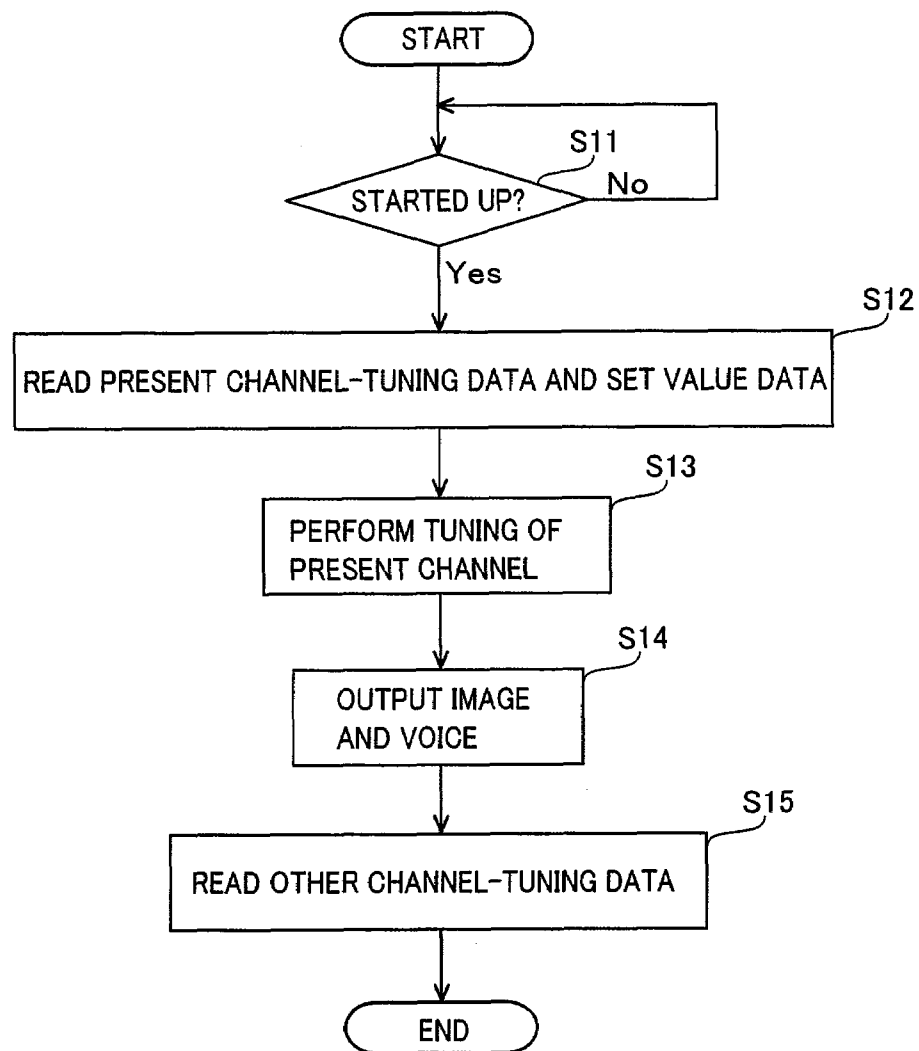 START
S11
STARTED UP?
No
Yes
S12
READ PRESENT CHANNEL-TUNING DATA AND SET VALUE DATA
S13
PERFORM TUNING OF
PRESENT CHANNEL
S14
OUTPUT IMAGE
AND VOICE
S15
READ OTHER CHANNEL-TUNING DATA
END